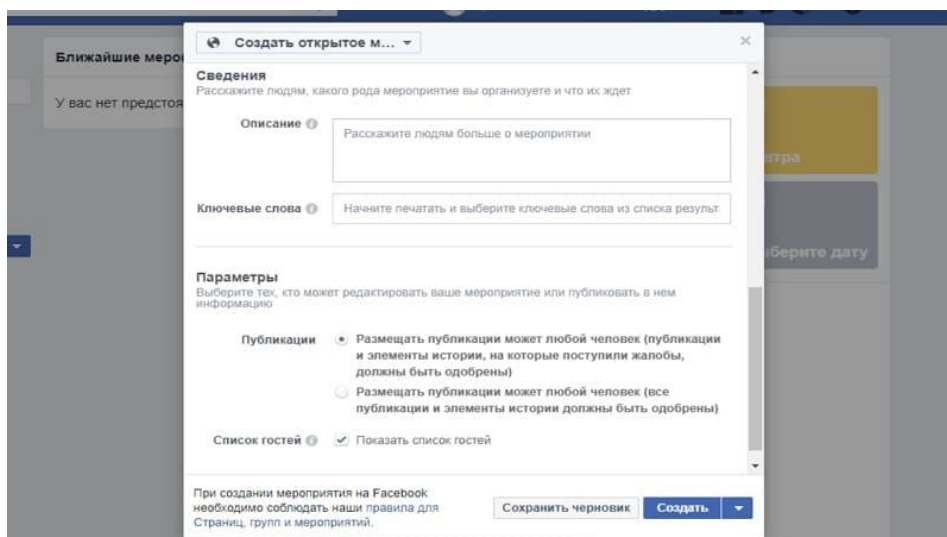 Создать открытое м...
Ближайшие меро
Сведения
Расскажите людям, какого рода мероприятие вы организуете и что их ждет
У вас нет предстоя
Описание
Расскажите людям больше о мероприятии
втра
Ключевые слова
Начните печатать и выберите ключевые слова из списка результ
берите дату
Параметры
Выберите тех, кто может редактировать ваше мероприятие или публиковать в нем
информацию
Публикации
Размещать публикации может любой человек (публикации
и элементы истории, на которые поступили жалобы,
должны быть одобрены)
Размещать публикации может любой человек (все
публикации и элементы истории должны быть одобрены)
Список гостей
Показать список гостей
При создании мероприятия на Facebook
необходимо соблюдать наши правила для
Страниц, групп и мероприятий.
Сохранить черновик
Создать